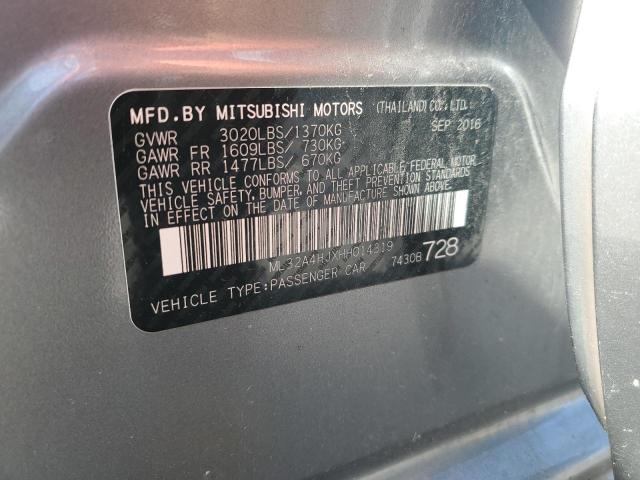 MFD.BY MITSUBISHI MOTORS (THAILAND) CO., LTD.
GVWR 3020LBS/1370KG SEP 2016
GAWR FR 1609LBS/ 730KG
GAWR RR 1477LBS/ 670KG
THIS VEHICLE CONFORMS TO ALL APPLICABLE FEDERAL MOTOR
VEHICLE SAFETY, BUMPER, AND THEFT PREVENTION STANDARDS
IN EFFECT ON THE DATE OF MANUFACTURE SHOWN ABOVE.
ML32A4HJXHH014319 7430B 728
VEHICLE TYPE:PASSENGER CAR